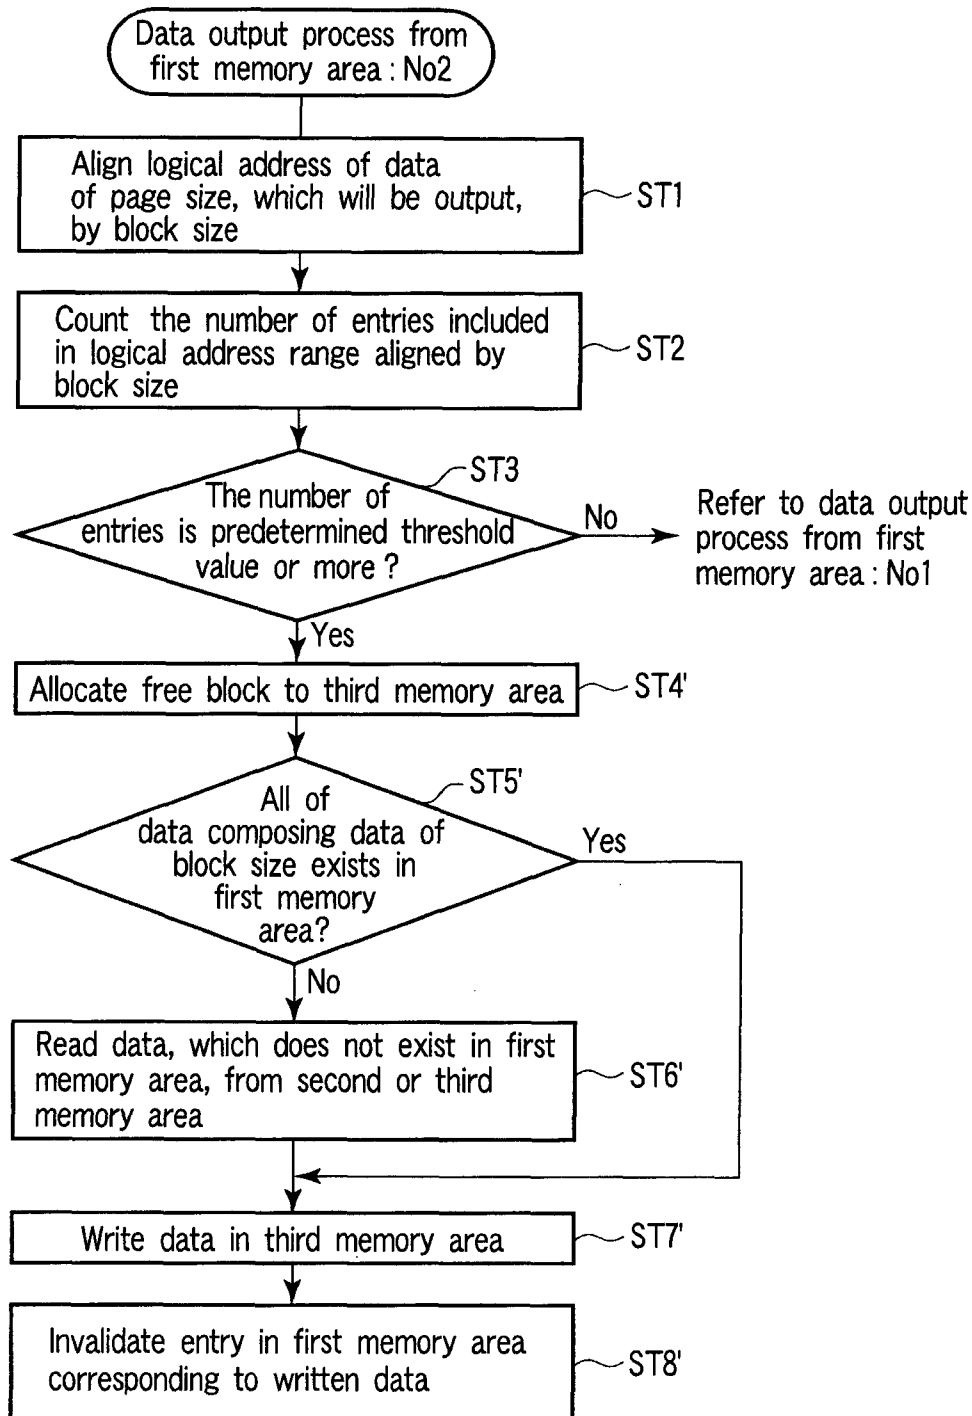 Data output process from
first memory area : No2
Align logical address of data
of page size, which will be output,
by block size
ST1
Count the number of entries included
in logical address range aligned by
block size
ST2
ST3
The number of
entries is predetermined threshold
value or more ?
No
Refer to data output
process from first
memory area : No1
Yes
Allocate free block to third memory area
ST4'
ST5'
All of
data composing data of
block size exists in
first memory
area?
Yes
No
Read data, which does not exist in first
memory area, from second or third
memory area
ST6'
Write data in third memory area
ST7'
Invalidate entry in first memory area
corresponding to written data
ST8'